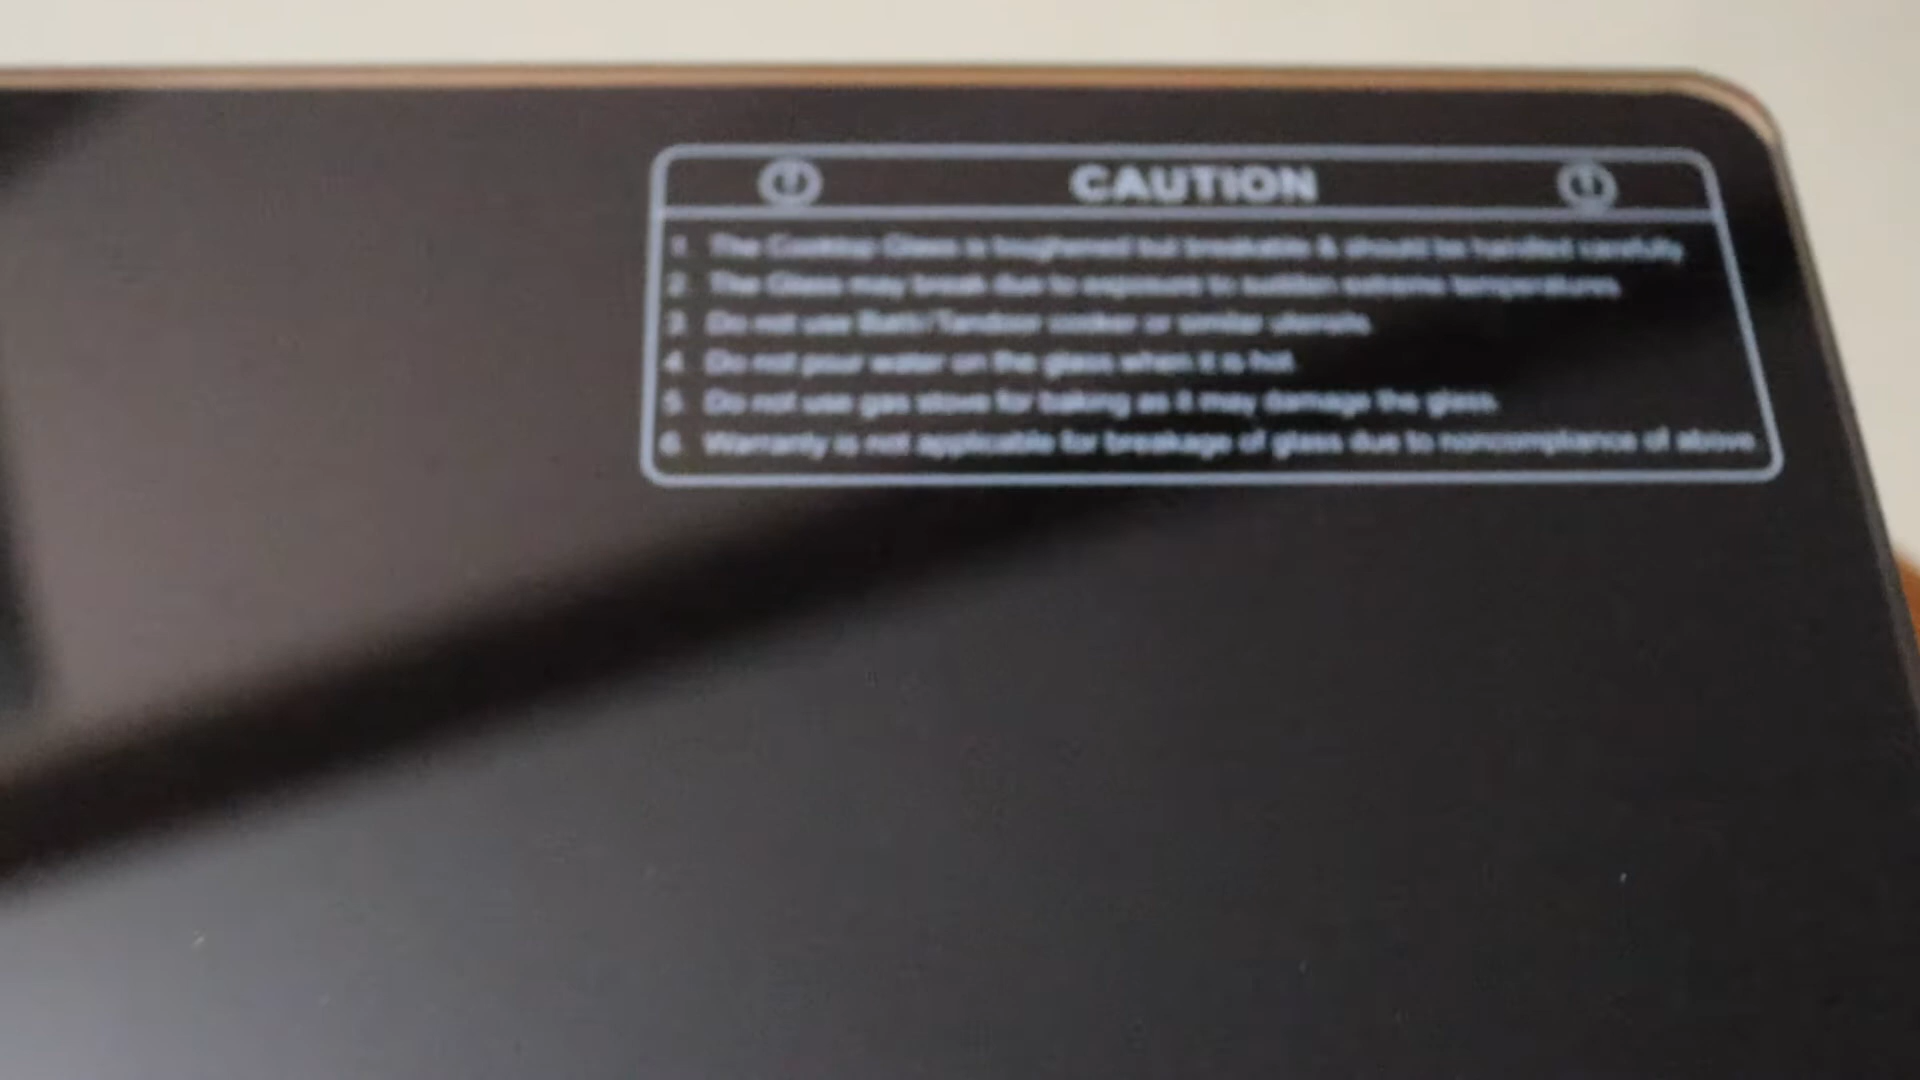 CAUTION
1. The Cooktop Glass is toughened but breakable & should be handled carefully.
2. The Glass may break due to exposure to sudden extreme temperatures.
3. Do not use Bati/Tandoor cooker or similar utensils.
4. Do not pour water on the glass when it is hot.
5. Do not use gas stove for baking as it may damage the glass.
6. Warranty is not applicable for breakage of glass due to noncompliance of above.